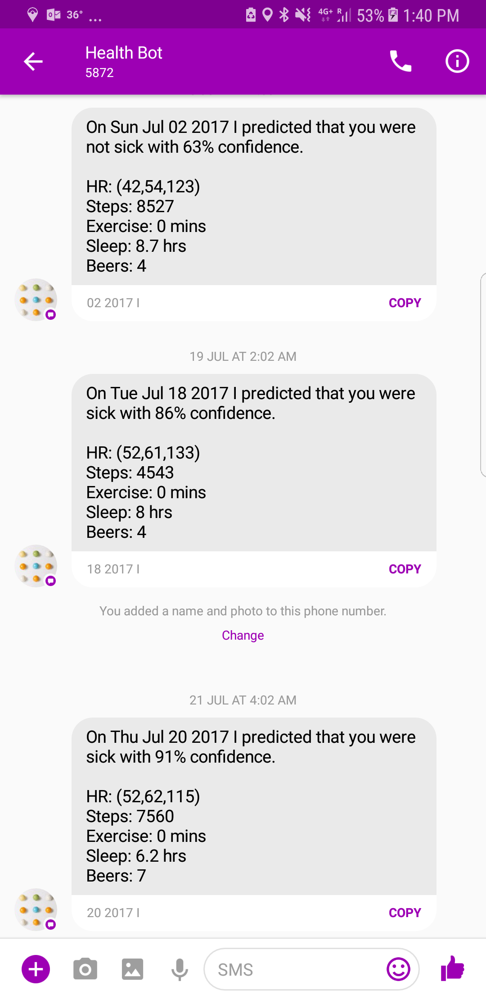 36° ...
4G+ R 53% 1:40 PM
Health Bot
5872
On Sun Jul 02 2017 I predicted that you were
not sick with 63% confidence.
HR: (42,54,123)
Steps: 8527
Exercise: 0 mins
Sleep: 8.7 hrs
Beers: 4
02 2017 I
COPY
19 JUL AT 2:02 AM
On Tue Jul 18 2017 I predicted that you were
sick with 86% confidence.
HR: (52,61,133)
Steps: 4543
Exercise: 0 mins
Sleep: 8 hrs
Beers: 4
18 2017 I
COPY
You added a name and photo to this phone number.
Change
21 JUL AT 4:02 AM
On Thu Jul 20 2017 I predicted that you were
sick with 91% confidence.
HR: (52,62,115)
Steps: 7560
Exercise: 0 mins
Sleep: 6.2 hrs
Beers: 7
20 2017 I
COPY
SMS